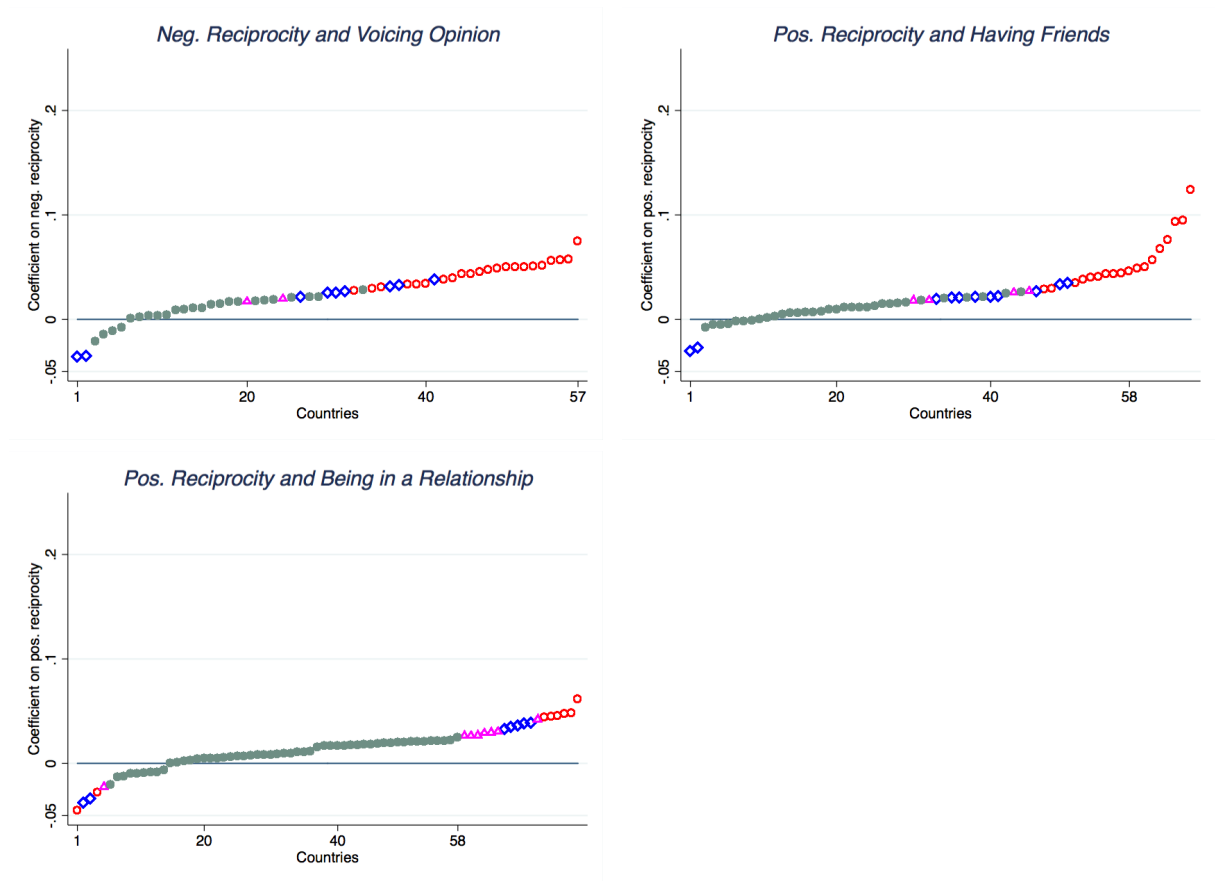 Neg. Reciprocity and Voicing Opinion
Coefficient on neg. reciprocity
.2
.1
0
-.05
1 20 40 57
Countries
Pos. Reciprocity and Having Friends
Coefficient on pos. reciprocity
.2
.1
0
-.05
1 20 40 58
Countries
Pos. Reciprocity and Being in a Relationship
Coefficient on pos. reciprocity
.2
.1
0
-.05
1 20 40 58
Countries